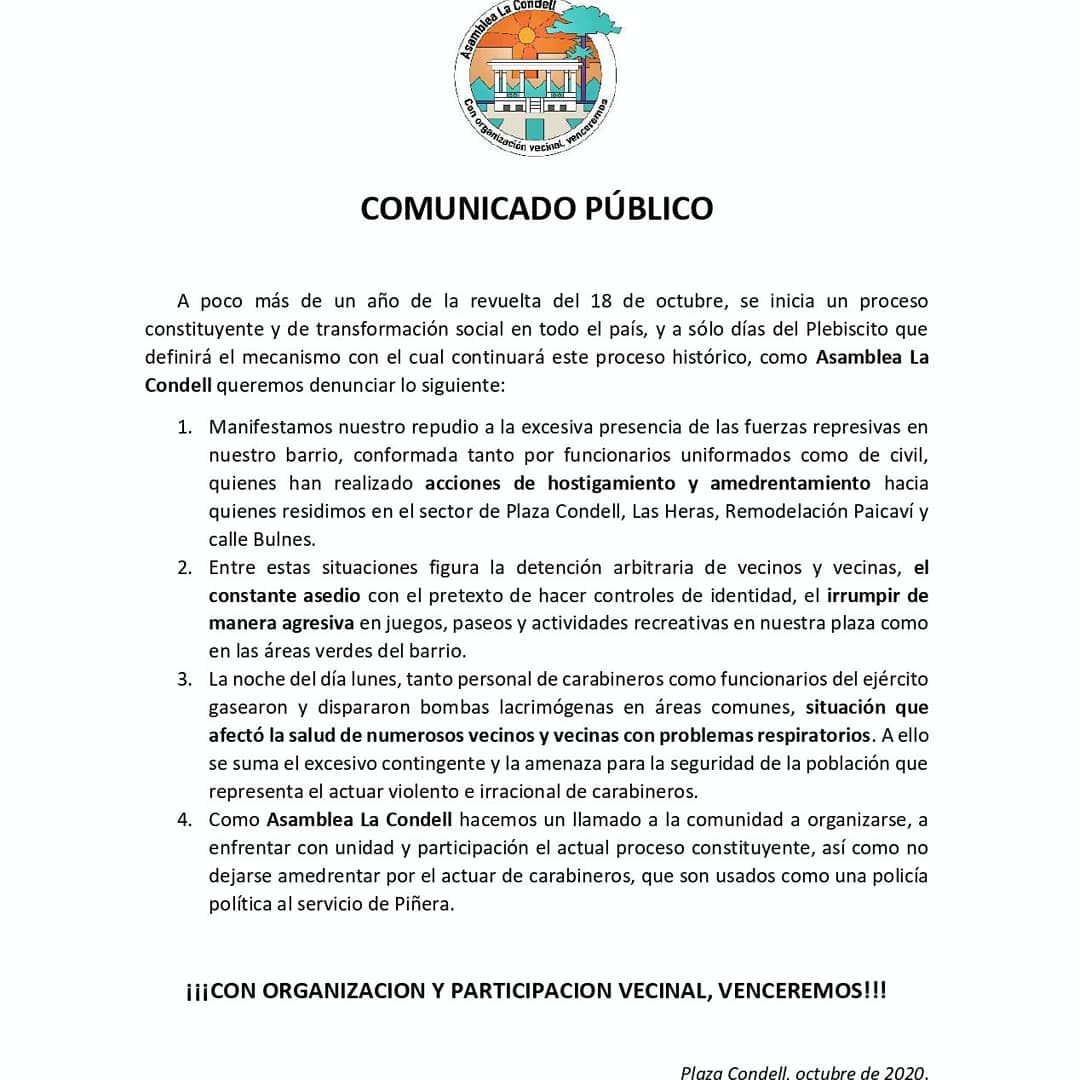 Asamblea La Condell
Con organización vecinal, venceremos
COMUNICADO PÚBLICO
A poco más de un año de la revuelta del 18 de octubre, se inicia un proceso
constituyente y de transformación social en todo el país, y a sólo días del Plebiscito que
definirá el mecanismo con el cual continuará este proceso histórico, como Asamblea La
Condell queremos denunciar lo siguiente:
1. Manifestamos nuestro repudio a la excesiva presencia de las fuerzas represivas en
nuestro barrio, conformada tanto por funcionarios uniformados como de civil,
quienes han realizado acciones de hostigamiento y amedrentamiento hacia
quienes residimos en el sector de Plaza Condell, Las Heras, Remodelación Paicaví y
calle Bulnes.
2. Entre estas situaciones figura la detención arbitraria de vecinos y vecinas, el
constante asedio con el pretexto de hacer controles de identidad, el irrumpir de
manera agresiva en juegos, paseos y actividades recreativas en nuestra plaza como
en las áreas verdes del barrio.
3. La noche del día lunes, tanto personal de carabineros como funcionarios del ejército
gasearon y dispararon bombas lacrimógenas en áreas comunes, situación que
afectó la salud de numerosos vecinos y vecinas con problemas respiratorios. A ello
se suma el excesivo contingente y la amenaza para la seguridad de la población que
representa el actuar violento e irracional de carabineros.
4. Como Asamblea La Condell hacemos un llamado a la comunidad a organizarse, a
enfrentar con unidad y participación el actual proceso constituyente, así como no
dejarse amedrentar por el actuar de carabineros, que son usados como una policía
política al servicio de Piñera.
¡¡¡CON ORGANIZACION Y PARTICIPACION VECINAL, VENCEREMOS!!!
Plaza Condell, octubre de 2020.